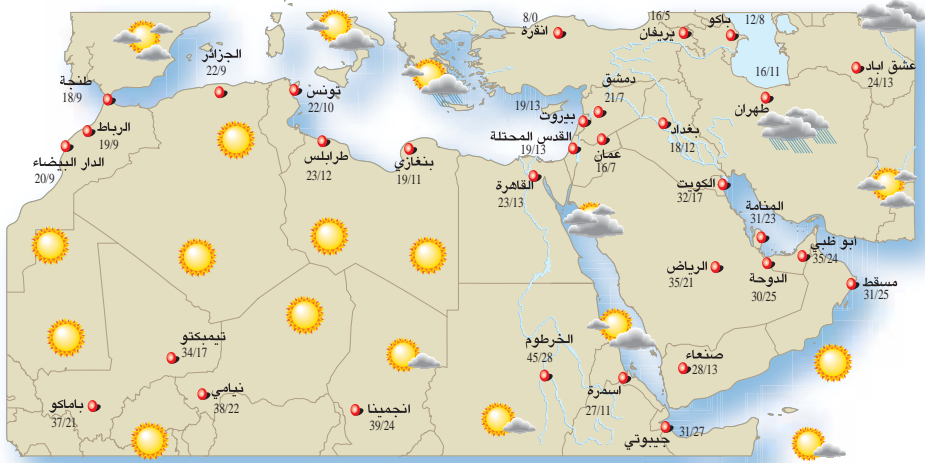 8/0
انقرة
16/5
يريفان
باكو
12/8
عشق اباد
24/13
16/11
طهران
الجزائر
22/9
طنجة
18/9
تونس
22/10
19/13
دمشق
21/7
بيروت
بغداد
18/12
الرباط
19/9
الدار البيضاء
20/9
طرابلس
23/12
بنغازي
19/11
القدس المحتلة
19/13
عمان
16/7
القاهرة
23/13
الكويت
32/17
المنامة
31/23
ابو ظبي
35/24
الرياض
35/21
الدوحة
30/25
مسقط
31/25
تيمبكتو
34/17
الخرطوم
45/28
صنعاء
28/13
باماكو
37/21
نيامي
38/22
انجمينا
39/24
اسمرة
27/11
جيبوتي
31/27